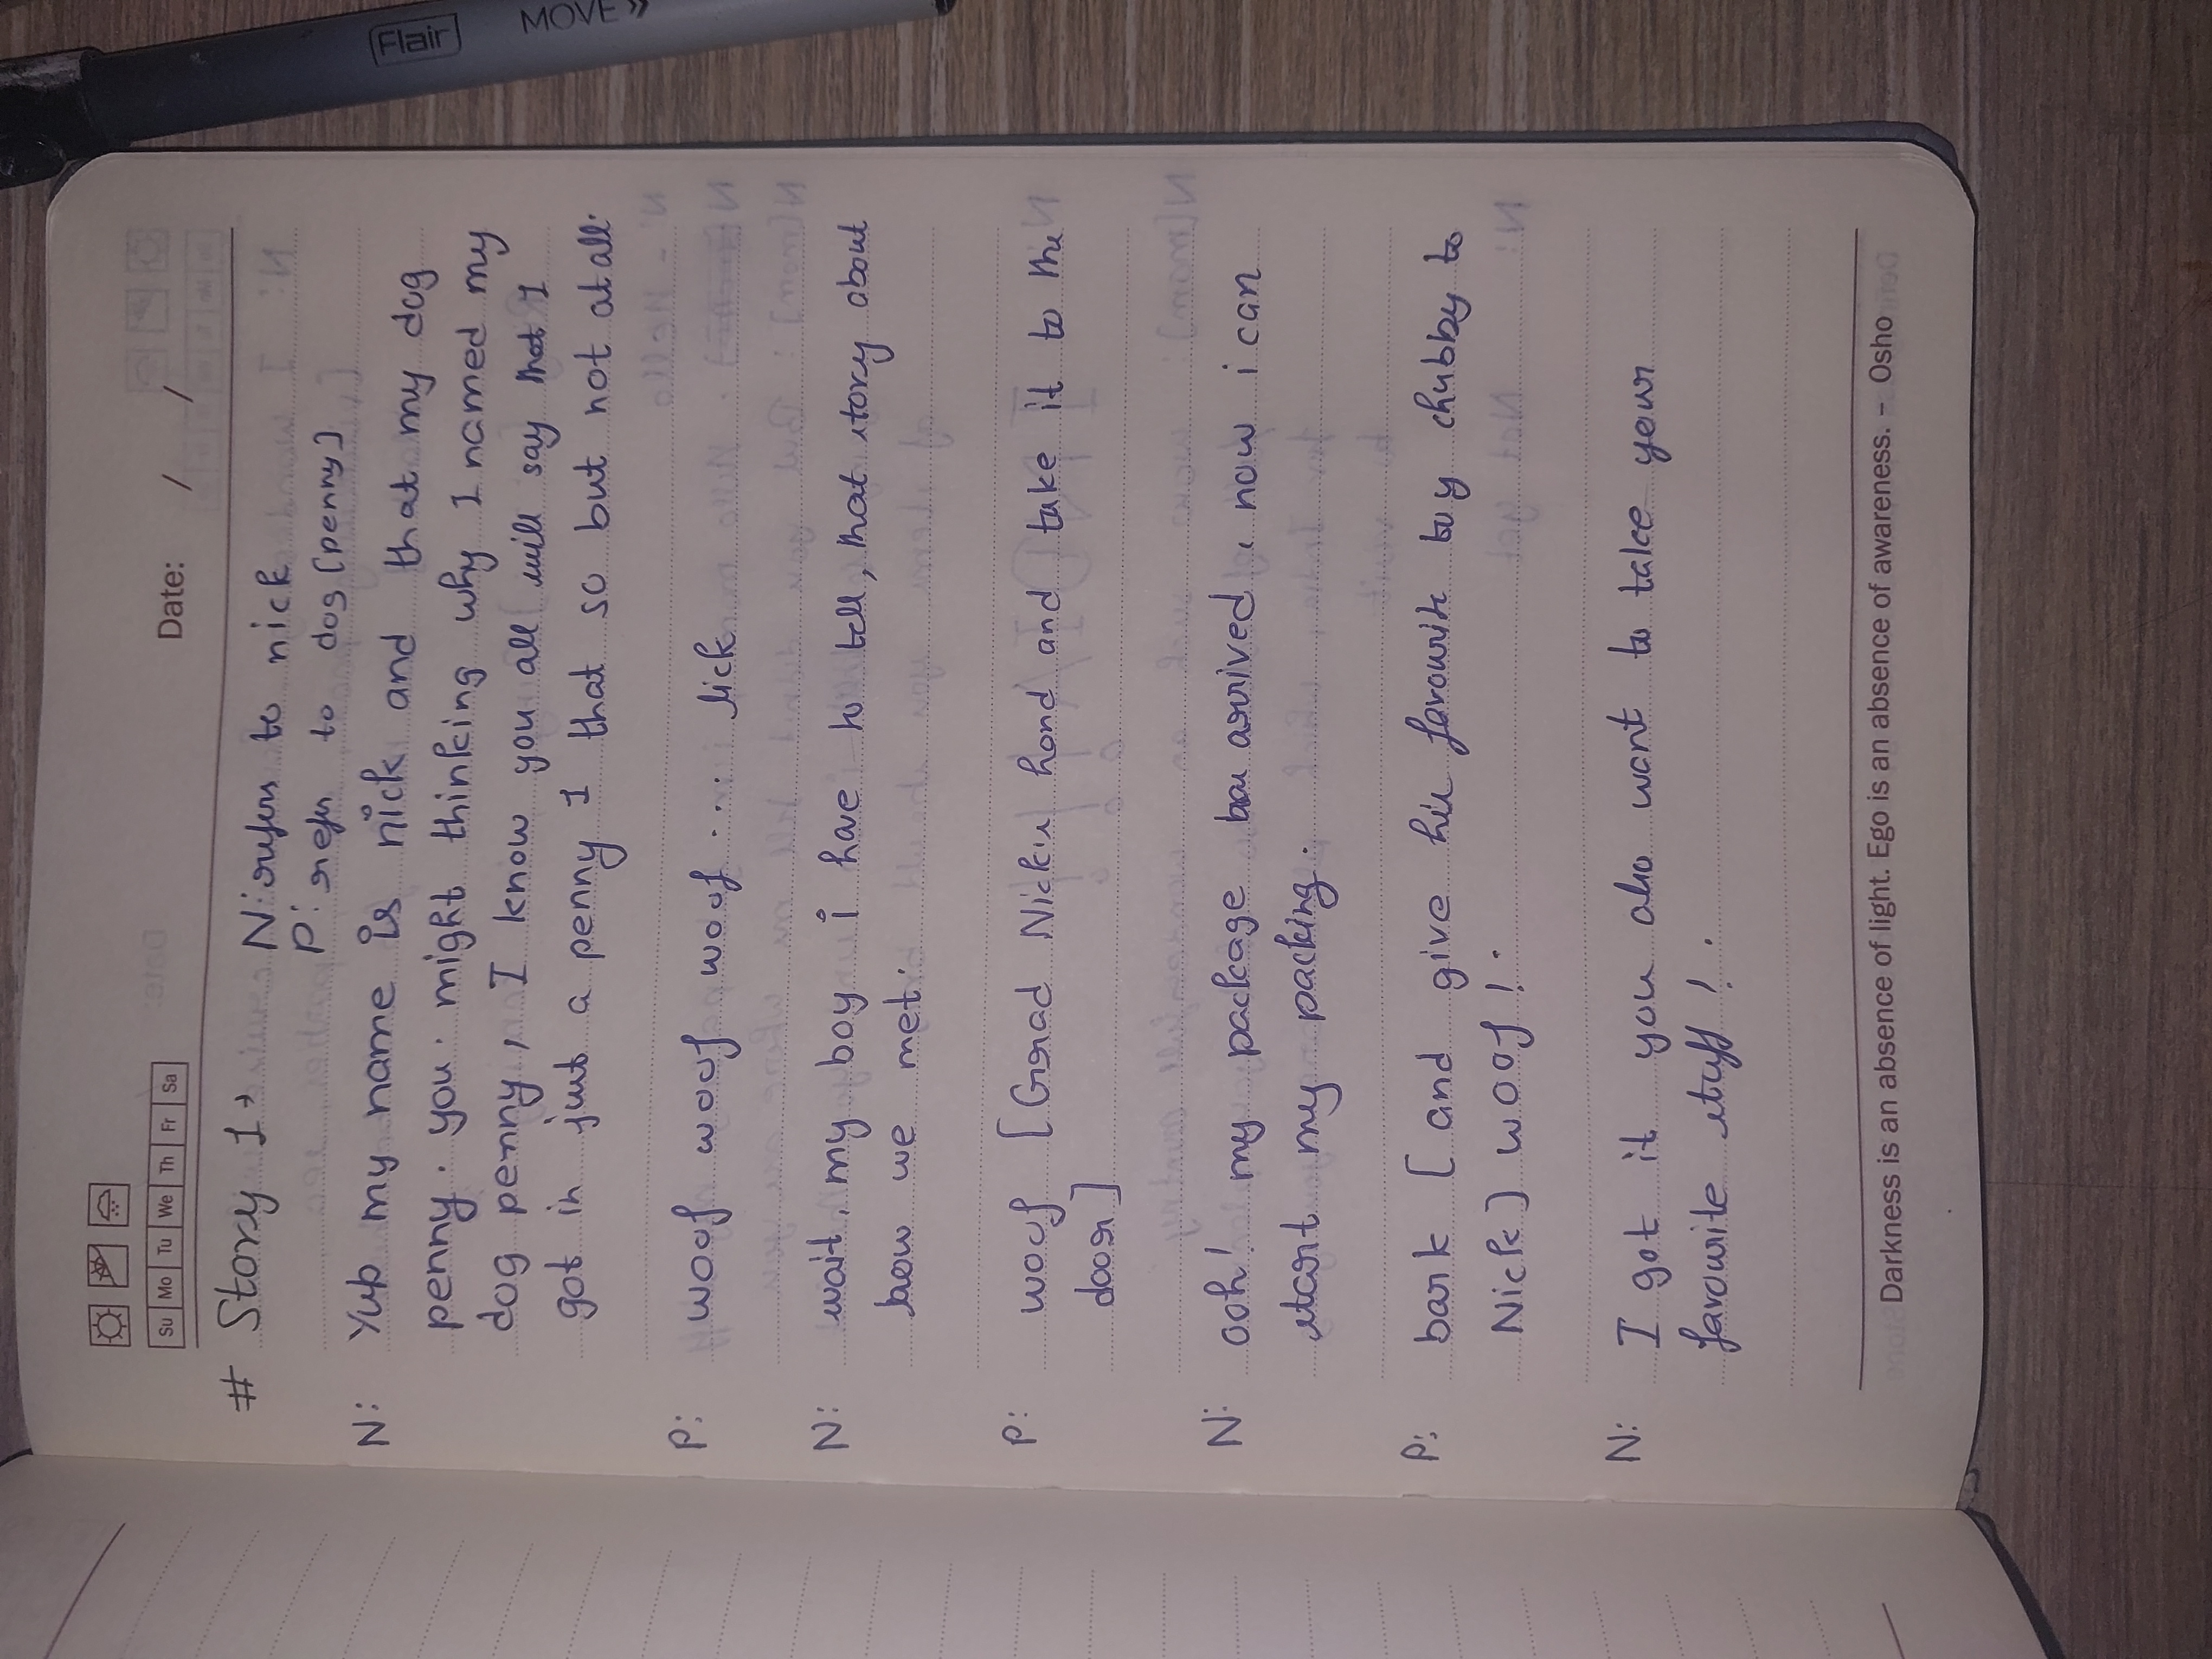 Su Mo Tu We Th Fr Sa
Date: / /
# Story 1→
N: refers to nick
P: refer to dog [penny]
N: Yup my name is nick and that my dog
penny. you. might thinking why I named my
dog penny, I know you all will say that I
got in just a penny I that so but not at all.
P: woof woof woof .... lick
N: wait, my boy i have to tell, that story about
how we met.
P: woof [Grad Nick's hand and take it to the
door]
N: ooh! my package has arrived, now i can
start my packing.
P: bark [and give his favourite toy chubby to
Nick] woof!.
N: I got it you also want to take your
favourite stuff!.
Darkness is an absence of light. Ego is an absence of awareness. – Osho
Flair
MOVE »